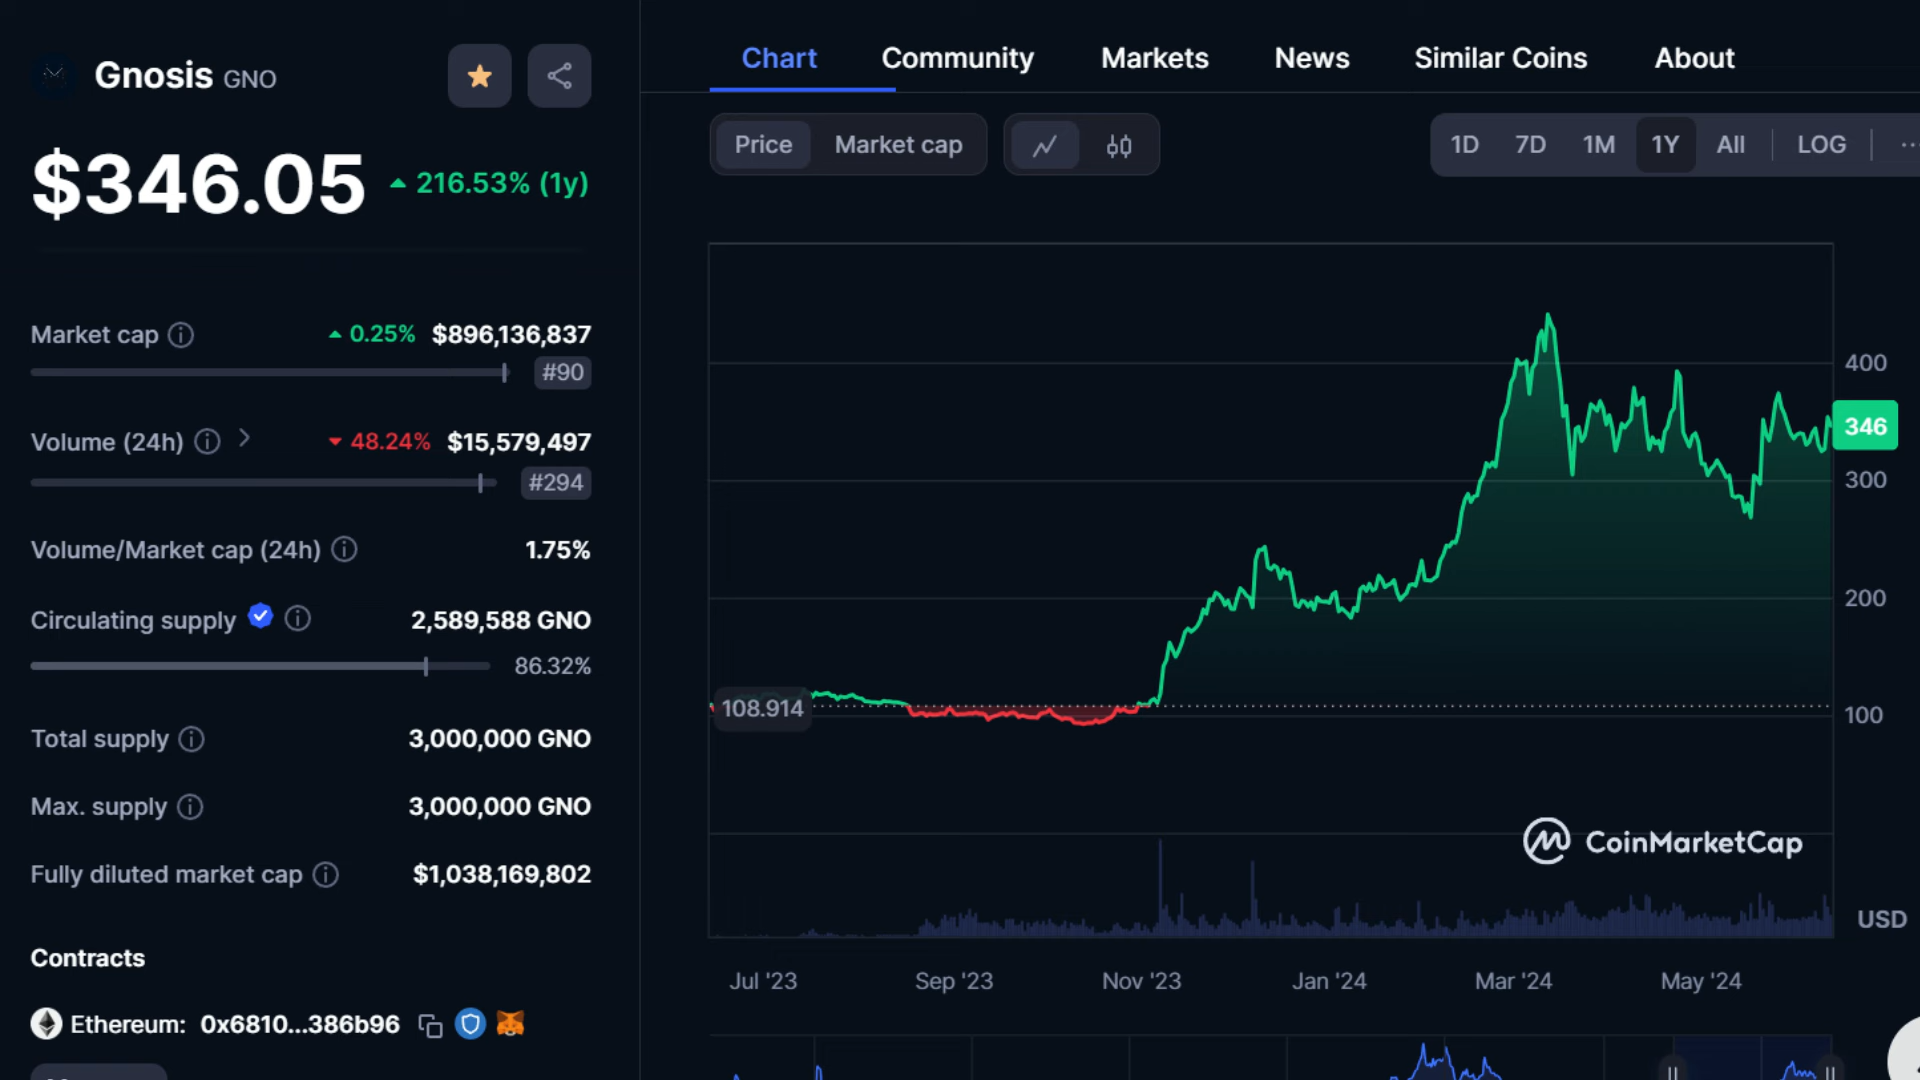 Gnosis GNO
$346.05 216.53% (1y)
Market cap 0.25% $896,136,837
#90
Volume (24h) 48.24% $15,579,497
#294
Volume/Market cap (24h) 1.75%
Circulating supply 2,589,588 GNO
86.32%
Total supply 3,000,000 GNO
Max. supply 3,000,000 GNO
Fully diluted market cap $1,038,169,802
Contracts
Ethereum: 0x6810...386b96
Chart Community Markets News Similar Coins About
Price Market cap 1D 7D 1M 1Y All LOG ...
400
346
300
200
108.914
100
CoinMarketCap
USD
Jul '23 Sep '23 Nov '23 Jan '24 Mar '24 May '24